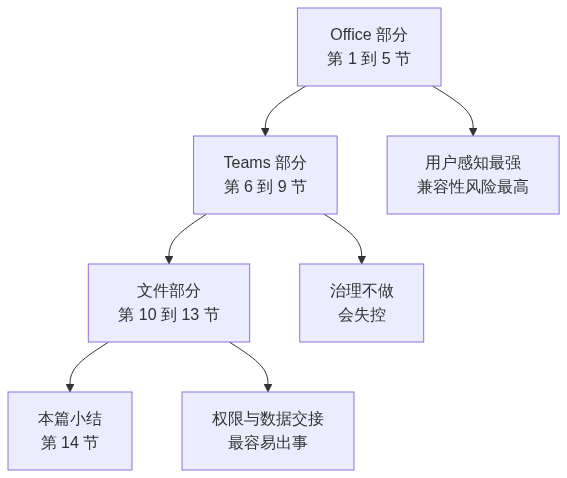 Office 部分
第 1 到 5 节
Teams 部分
第 6 到 9 节
用户感知最强
兼容性风险最高
文件部分
第 10 到 13 节
治理不做
会失控
本篇小结
第 14 节
权限与数据交接
最容易出事